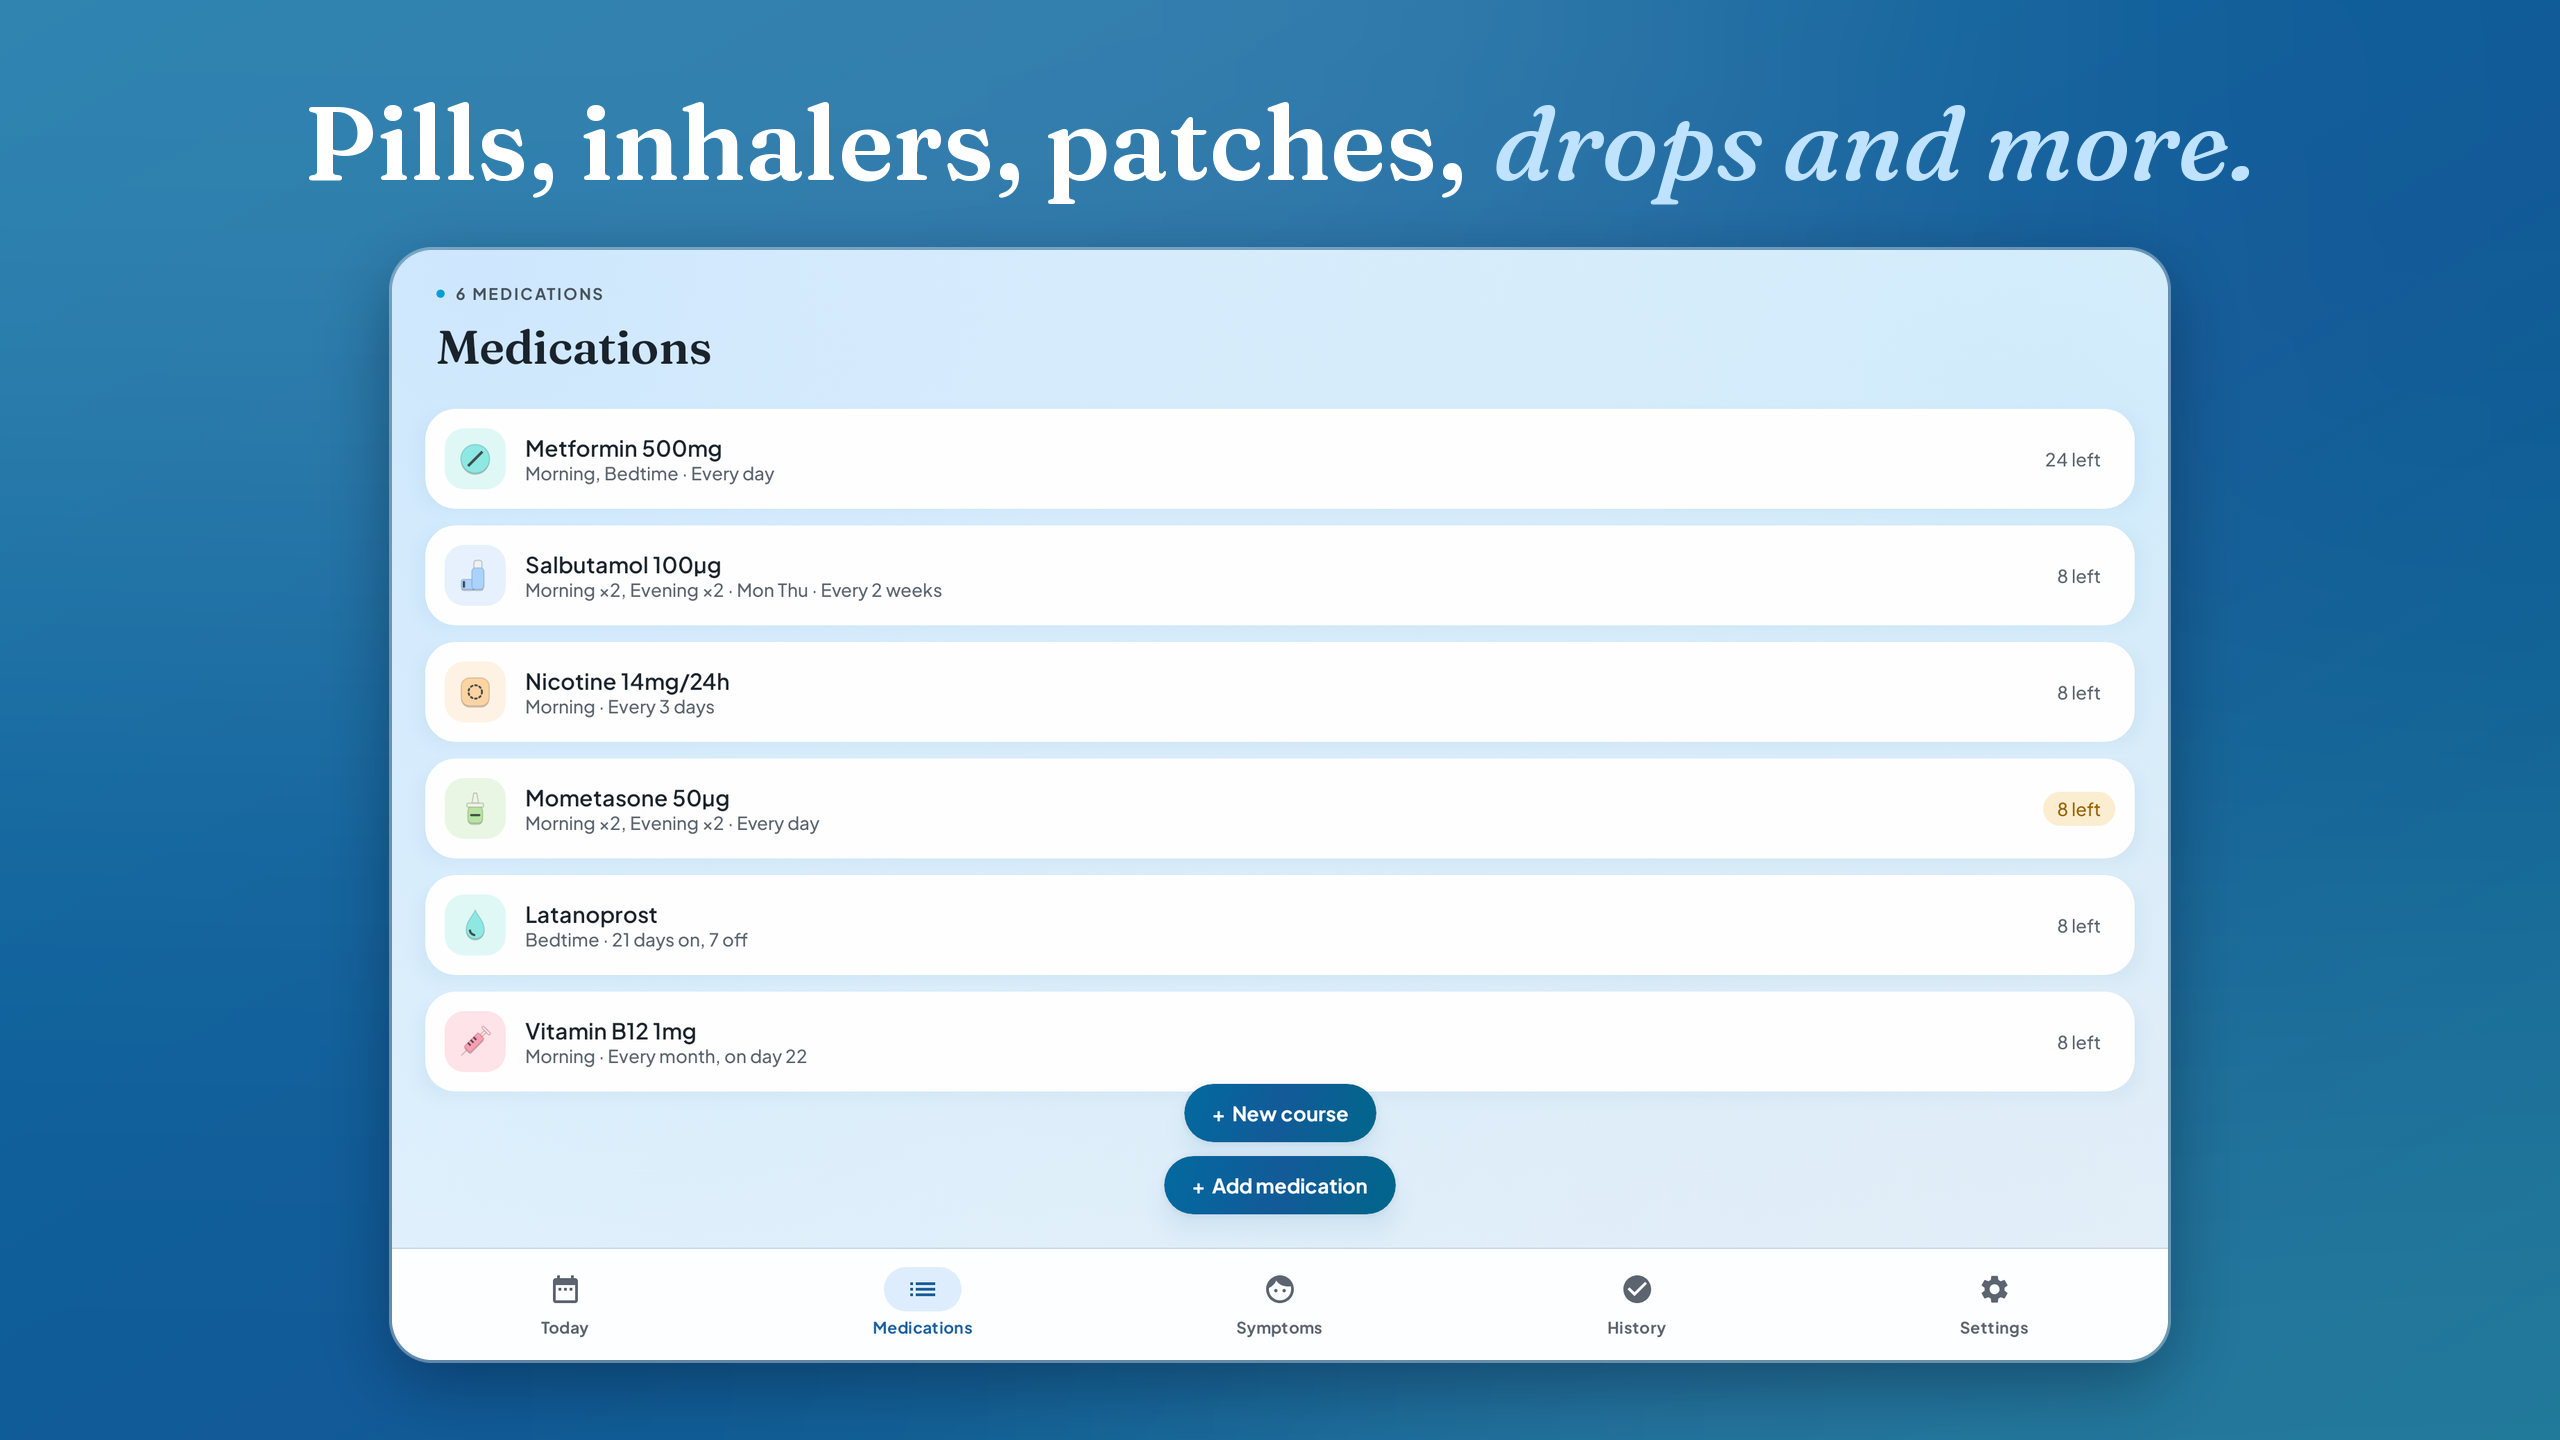 Pills, inhalers, patches, drops and more.
6 MEDICATIONS
Medications
Metformin 500mg
Morning, Bedtime · Every day
24 left
Salbutamol 100µg
Morning ×2, Evening ×2 · Mon Thu · Every 2 weeks
8 left
Nicotine 14mg/24h
Morning · Every 3 days
8 left
Mometasone 50µg
Morning ×2, Evening ×2 · Every day
8 left
Latanoprost
Bedtime · 21 days on, 7 off
8 left
Vitamin B12 1mg
Morning · Every month, on day 22
8 left
+ New course
+ Add medication
Today
Medications
Symptoms
History
Settings